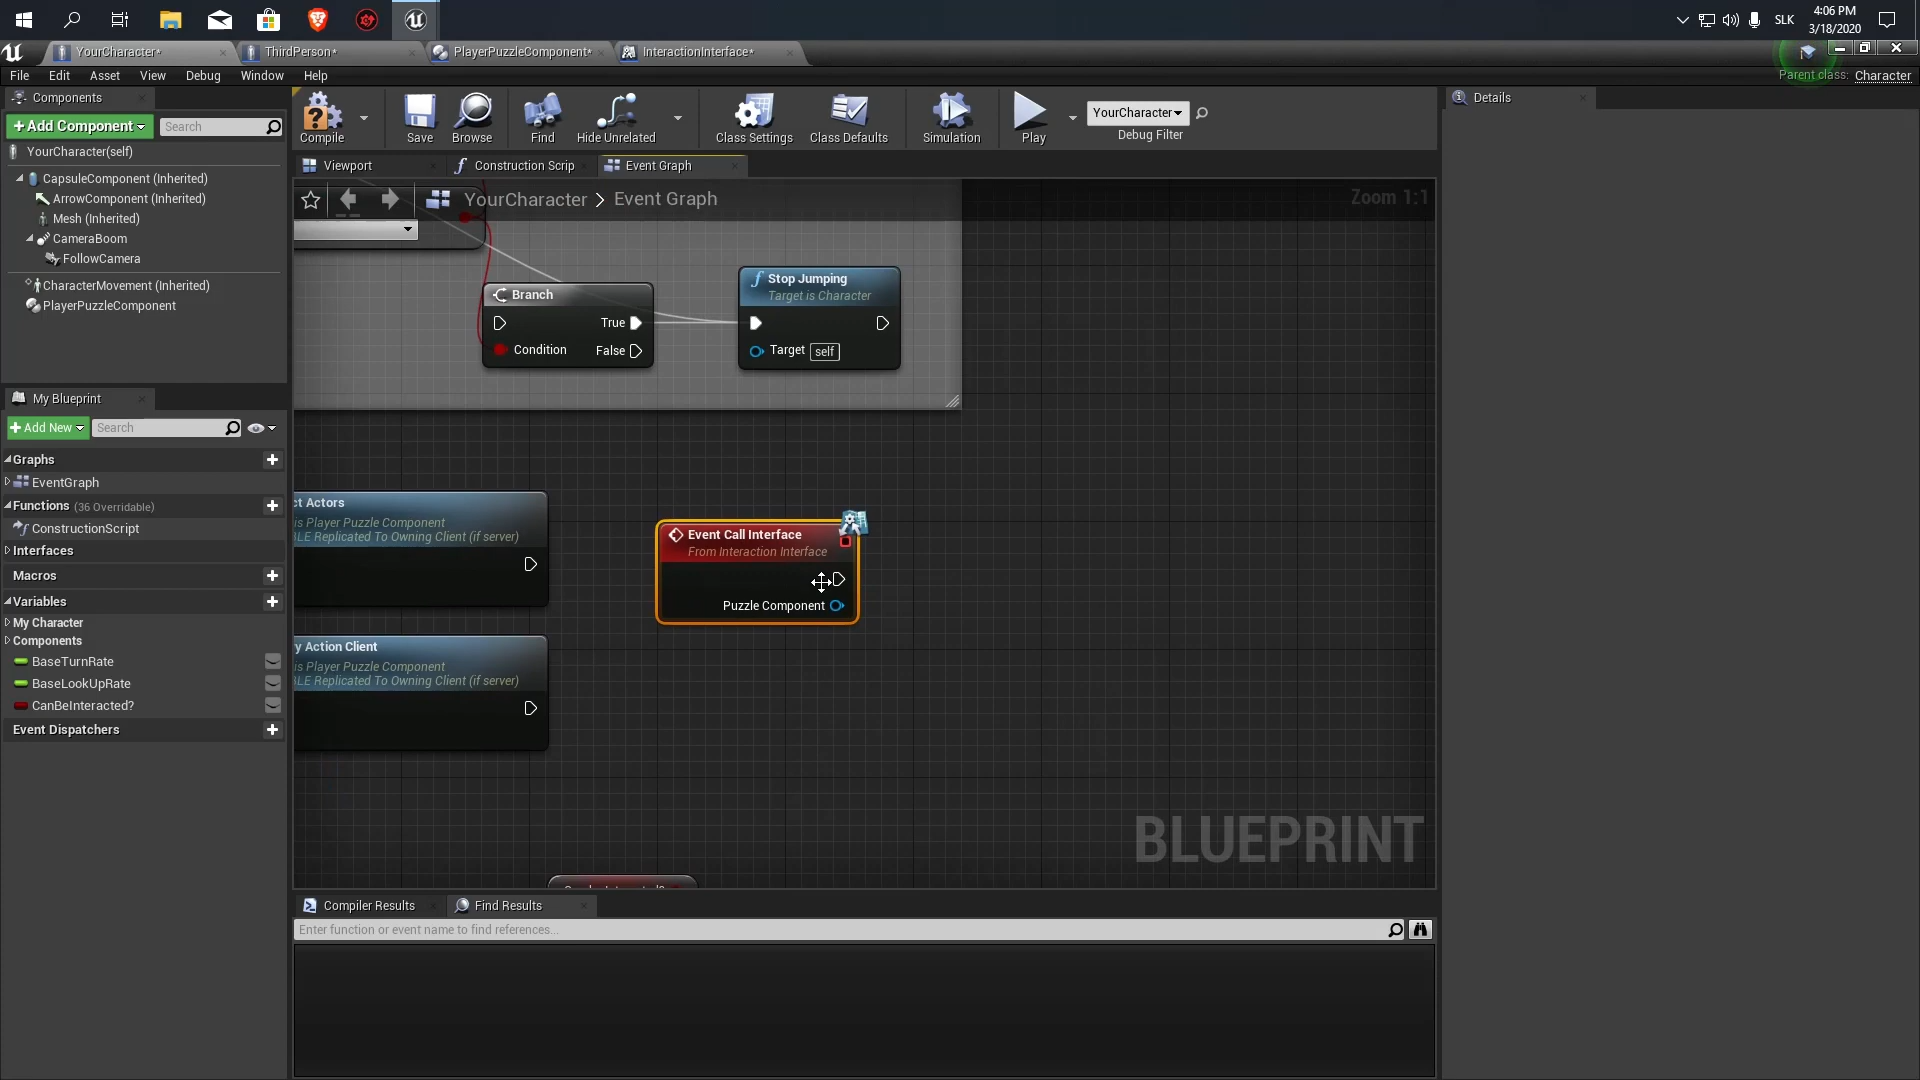 SLK
4:06 PM
3/18/2020
YourCharacter*
ThirdPerson*
PlayerPuzzleComponent*
InteractionInterface*
File Edit Asset View Debug Window Help
Parent class: Character
Components
+Add Component
Search
YourCharacter(self)
CapsuleComponent (Inherited)
ArrowComponent (Inherited)
Mesh (Inherited)
CameraBoom
FollowCamera
CharacterMovement (Inherited)
PlayerPuzzleComponent
Compile
Save
Browse
Find
Hide Unrelated
Class Settings
Class Defaults
Simulation
Play
YourCharacter
Debug Filter
Viewport
Construction Scrip
Event Graph
YourCharacter > Event Graph
Zoom 1:1
Branch
True
Condition
False
Stop Jumping
Target is Character
Target self
ct Actors
is Player Puzzle Component
LE Replicated To Owning Client (if server)
y Action Client
is Player Puzzle Component
LE Replicated To Owning Client (if server)
Event Call Interface
From Interaction Interface
Puzzle Component
BLUEPRINT
My Blueprint
+Add New
Search
Graphs
EventGraph
Functions (36 Overridable)
ConstructionScript
Interfaces
Macros
Variables
My Character
Components
BaseTurnRate
BaseLookUpRate
CanBeInteracted?
Event Dispatchers
Compiler Results
Find Results
Enter function or event name to find references...
Details